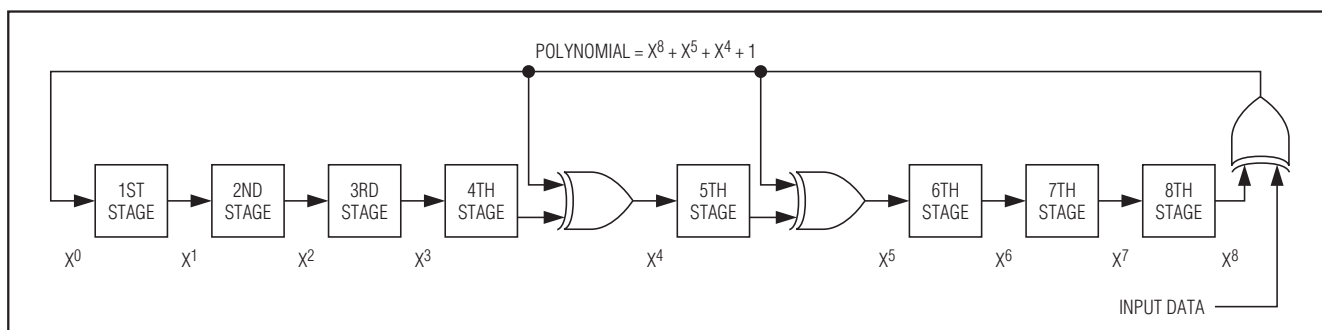 POLYNOMIAL = X⁸ + X⁵ + X⁴ + 1
1ST
STAGE
2ND
STAGE
3RD
STAGE
4TH
STAGE
5TH
STAGE
6TH
STAGE
7TH
STAGE
8TH
STAGE
X⁰ X¹ X² X³ X⁴ X⁵ X⁶ X⁷ X⁸
INPUT DATA